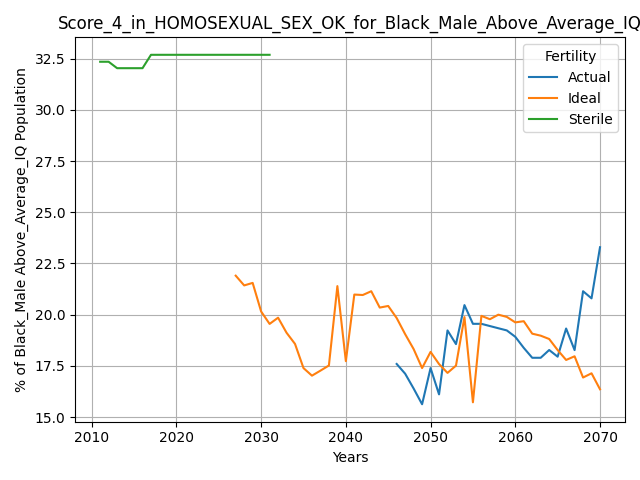 Score_4_in_HOMOSEXUAL_SEX_OK_for_Black_Male_Above_Average_IQ
Fertility
Actual
Ideal
Sterile
32.5
30.0
27.5
25.0
22.5
20.0
17.5
15.0
% of Black_Male Above_Average_IQ Population
2010 2020 2030 2040 2050 2060 2070
Years